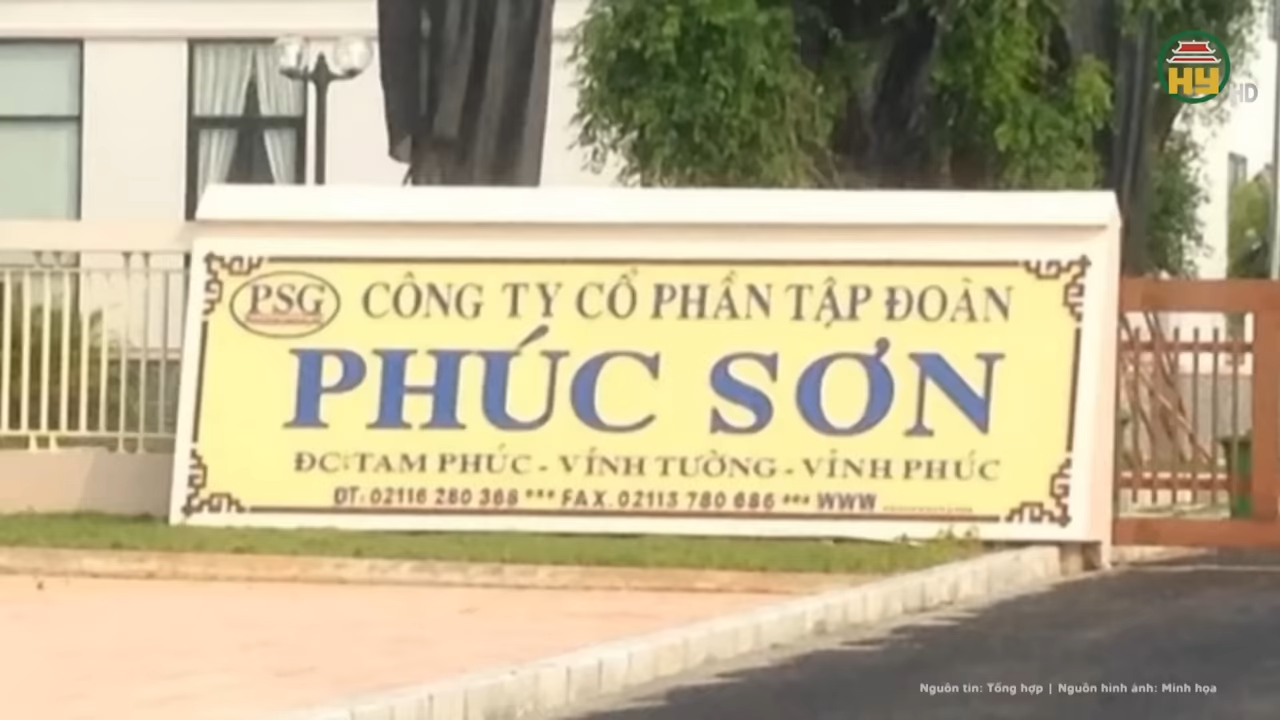 HY HD
PSG CÔNG TY CỔ PHẦN TẬP ĐOÀN
PHÚC SƠN
ĐC:TAM PHÚC - VĨNH TƯỜNG - VĨNH PHÚC
ĐT: 02116 280 368 *** FAX. 02113 780 686 *** WWW
Nguồn tin: Tổng hợp | Nguồn hình ảnh: Minh họa